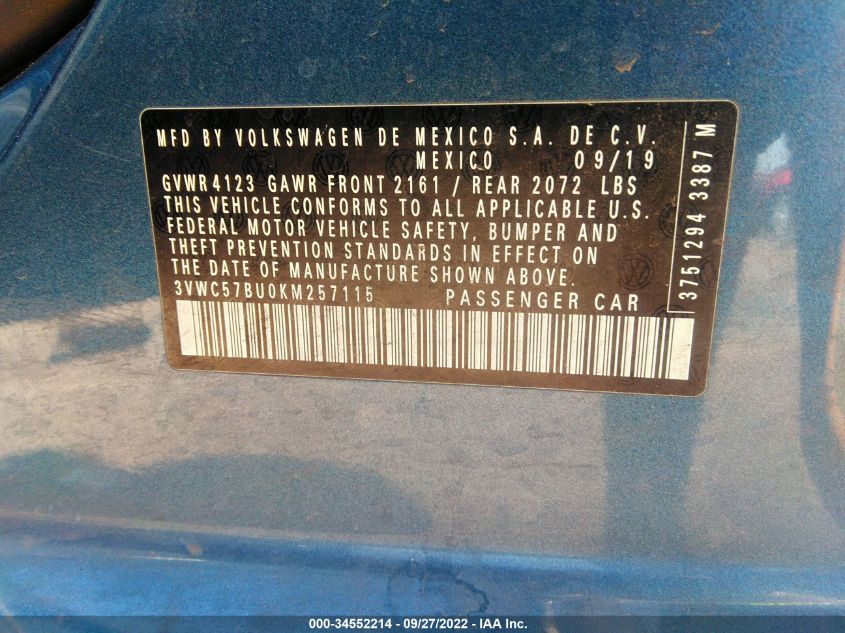 MFD BY VOLKSWAGEN DE MEXICO S.A. DE C.V.
MEXICO 09/19
GVWR 4123 GAWR FRONT 2161 / REAR 2072 LBS
THIS VEHICLE CONFORMS TO ALL APPLICABLE U.S.
FEDERAL MOTOR VEHICLE SAFETY, BUMPER AND
THEFT PREVENTION STANDARDS IN EFFECT ON
THE DATE OF MANUFACTURE SHOWN ABOVE.
3VWC57BU0KM257115 PASSENGER CAR
3751294 3387 M
000-34552214 - 09/27/2022 - IAA Inc.